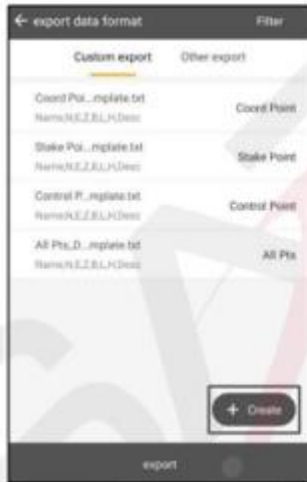 export data format Filter
Custom export Other export
Coord Poi...mplate.txt Coord Point
Name,N,E,Z,B,L,H,Desc
Stake Poi...mplate.txt Stake Point
Name,N,E,Z,B,L,H,Desc
Control P...mplate.txt Control Point
Name,N,E,Z,B,L,H,Desc
All Pts_D...mplate.txt All Pts
Name,N,E,Z,B,L,H,Desc
+ Create
export